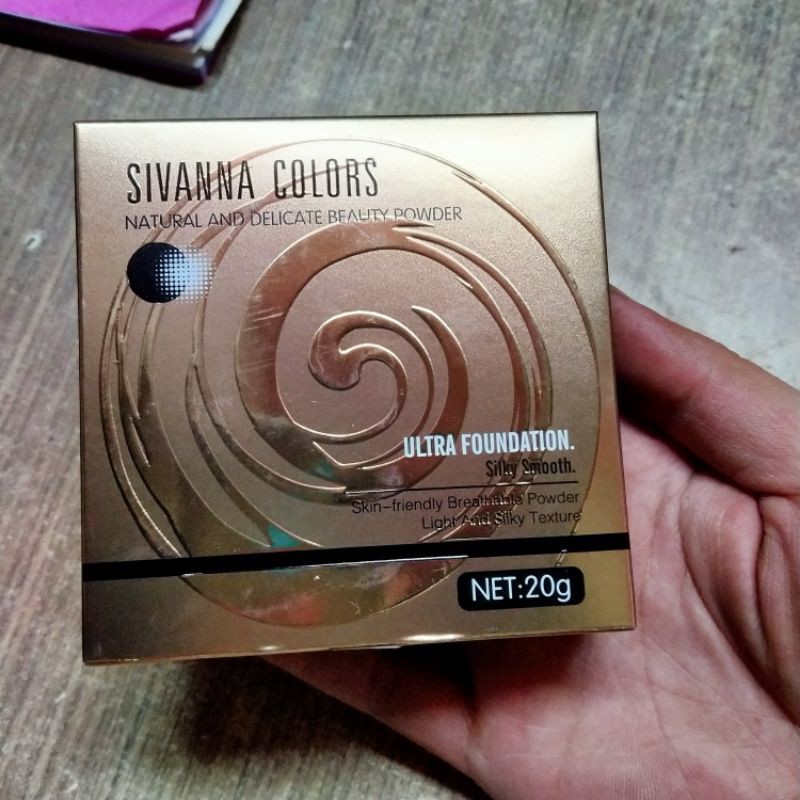 SIVANNA COLORS
NATURAL AND DELICATE BEAUTY POWDER
ULTRA FOUNDATION.
Silky Smooth.
Skin-friendly Breathable Powder
Light And Silky Texture
NET:20g